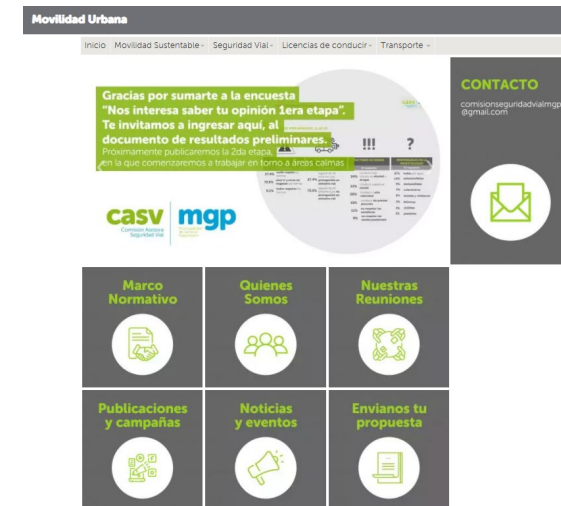 Movilidad Urbana
Inicio Movilidad Sustentable Seguridad Vial Licencias de conducir Transporte
Gracias por sumarte a la encuesta
"Nos interesa saber tu opinión 1era etapa".
Te invitamos a ingresar aquí, al
documento de resultados preliminares.
Próximamente publicaremos la 2da etapa,
en la que comenzaremos a trabajar en torno a áreas calmas
!!! ?
casv mgp
Comisión Asesora
Seguridad Vial
CONTACTO
comisionseguridadvialmgp
@gmail.com
Marco
Normativo
Quienes
Somos
Nuestras
Reuniones
Publicaciones
y campañas
Noticias
y eventos
Envianos tu
propuesta